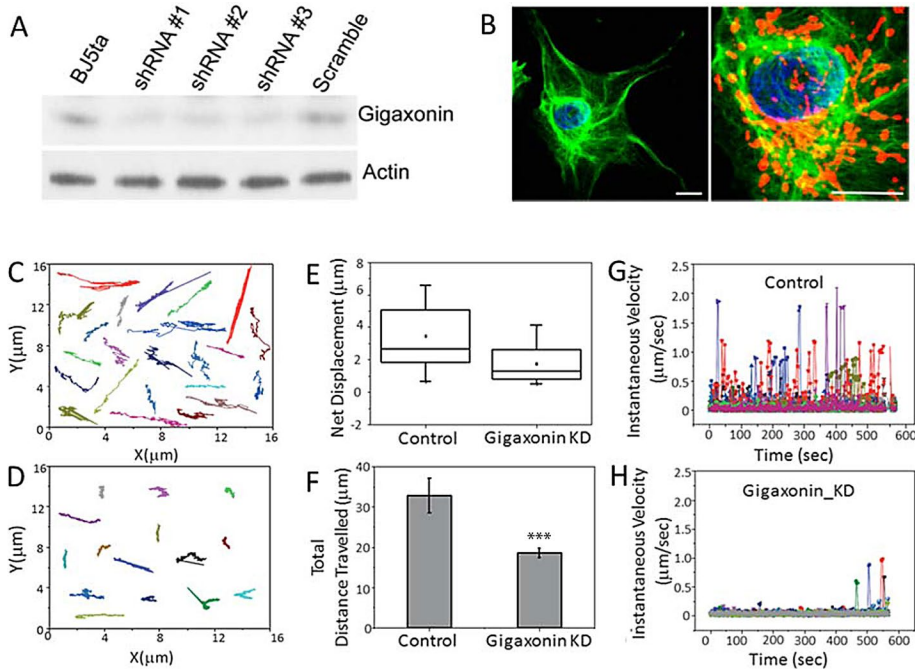 A
BJ5ta
shRNA #1
shRNA #2
shRNA #3
Scramble
Gigaxonin
Actin
B
C
16
12
8
4
0
Y(µm)
0 4 8 12 16
X(µm)
D
16
12
8
4
0
Y(µm)
0 4 8 12 16
X(µm)
E
8
6
4
2
0
-2
Net Displacement (µm)
Control Gigaxonin KD
F
40
30
20
10
0
Total
Distance Travelled (µm)
***
Control Gigaxonin KD
G
Control
2.5
2.0
1.5
1.0
0.5
0
Instantaneous Velocity
(µm/sec)
0 100 200 300 400 500 600
Time (sec)
H
Gigaxonin_KD
2.5
2.0
1.5
1.0
0.5
0.0
Instantaneous Velocity
(µm/sec)
0 100 200 300 400 500 600
Time (sec)